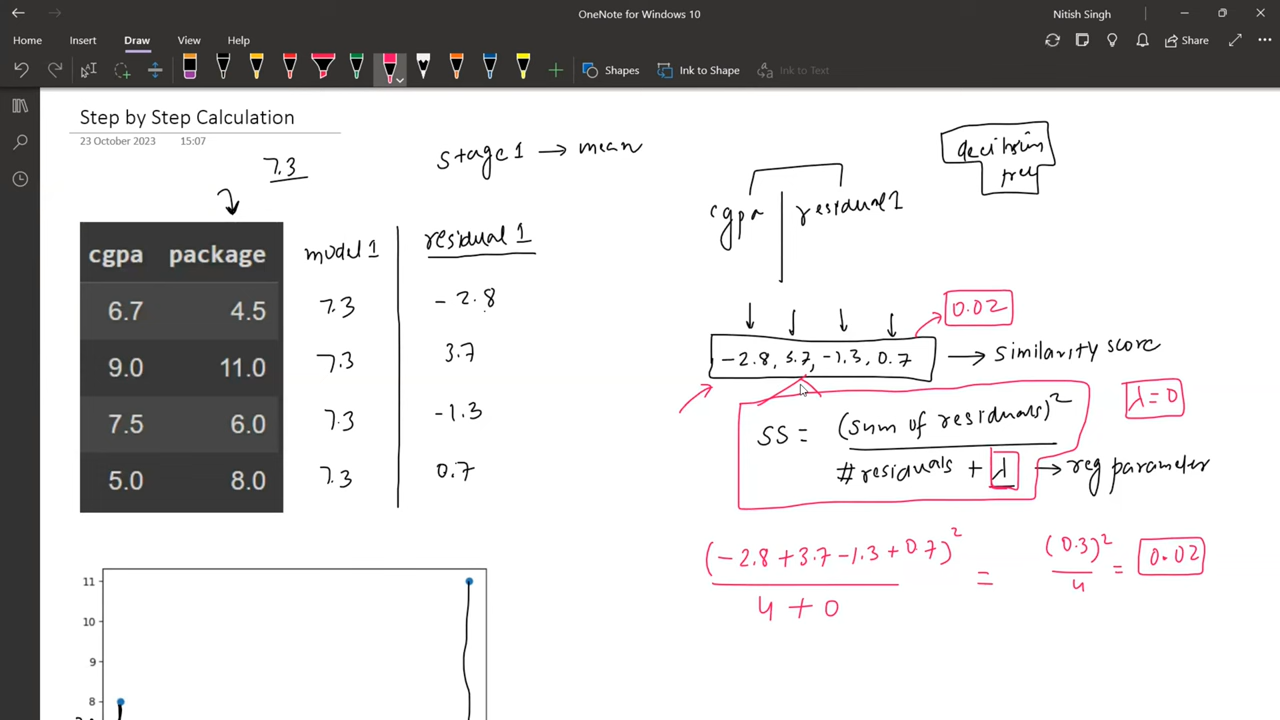 OneNote for Windows 10
Nitish Singh
Home Insert Draw View Help
Share
Shapes Ink to Shape Ink to Text
Step by Step Calculation
23 October 2023 15:07
7.3
stage 1 → mean
decision
tree
cgpa | residual 1
cgpa package model 1 residual 1
6.7 4.5 7.3 -2.8
9.0 11.0 7.3 3.7
7.5 6.0 7.3 -1.3
5.0 8.0 7.3 0.7
0.02
-2.8, 3.7, -1.3, 0.7 → similarity score
λ=0
SS = (sum of residuals)²
#residuals + λ → reg parameter
(-2.8 + 3.7 - 1.3 + 0.7)² = (0.3)² = 0.02
4 + 0 4
11
10
9
8